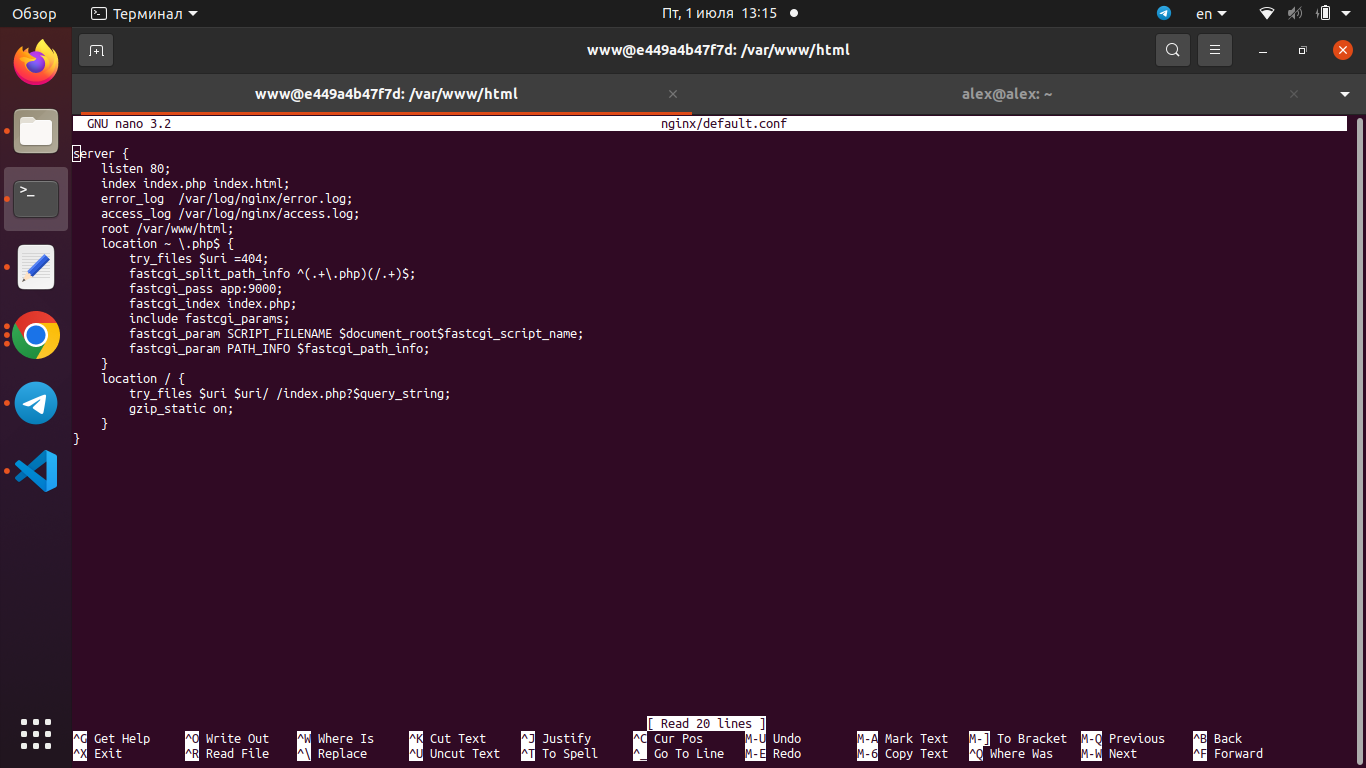 Обзор
Терминал
Пт, 1 июля 13:15
en
www@e449a4b47f7d: /var/www/html
www@e449a4b47f7d: /var/www/html
alex@alex: ~
GNU nano 3.2 nginx/default.conf
server {
listen 80;
index index.php index.html;
error_log /var/log/nginx/error.log;
access_log /var/log/nginx/access.log;
root /var/www/html;
location ~ \.php$ {
try_files $uri =404;
fastcgi_split_path_info ^(.+\.php)(/.+)$;
fastcgi_pass app:9000;
fastcgi_index index.php;
include fastcgi_params;
fastcgi_param SCRIPT_FILENAME $document_root$fastcgi_script_name;
fastcgi_param PATH_INFO $fastcgi_path_info;
}
location / {
try_files $uri $uri/ /index.php?$query_string;
gzip_static on;
}
}
[ Read 20 lines ]
^G Get Help ^O Write Out ^W Where Is ^K Cut Text ^J Justify ^C Cur Pos M-U Undo M-A Mark Text M-] To Bracket M-Q Previous ^B Back
^X Exit ^R Read File ^\ Replace ^U Uncut Text ^T To Spell ^_ Go To Line M-E Redo M-6 Copy Text ^Q Where Was M-W Next ^F Forward